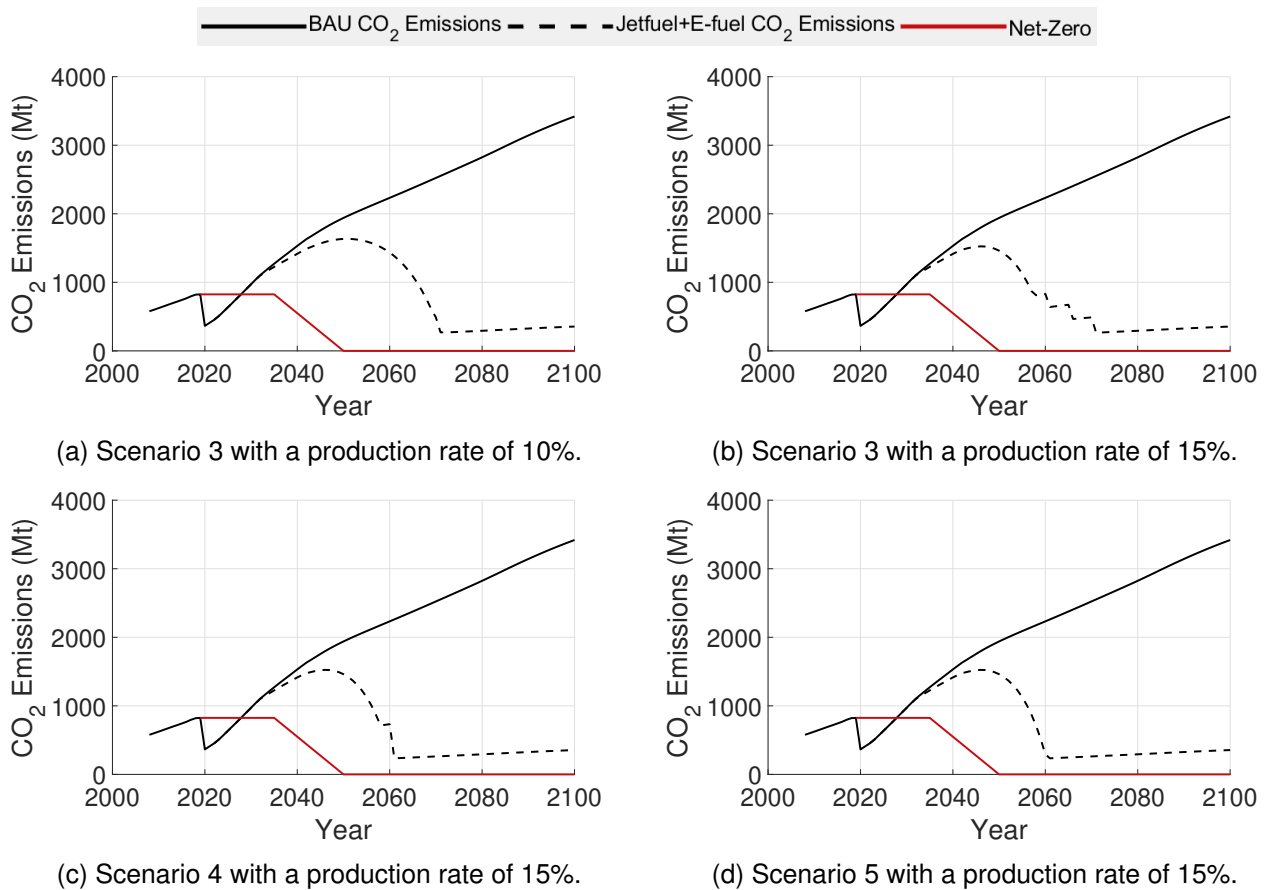 BAU CO₂ Emissions Jetfuel+E-fuel CO₂ Emissions Net-Zero
4000
3000
2000
1000
0
CO₂ Emissions (Mt)
2000 2020 2040 2060 2080 2100
Year
(a) Scenario 3 with a production rate of 10%.
4000
3000
2000
1000
0
CO₂ Emissions (Mt)
2000 2020 2040 2060 2080 2100
Year
(b) Scenario 3 with a production rate of 15%.
4000
3000
2000
1000
0
CO₂ Emissions (Mt)
2000 2020 2040 2060 2080 2100
Year
(c) Scenario 4 with a production rate of 15%.
4000
3000
2000
1000
0
CO₂ Emissions (Mt)
2000 2020 2040 2060 2080 2100
Year
(d) Scenario 5 with a production rate of 15%.